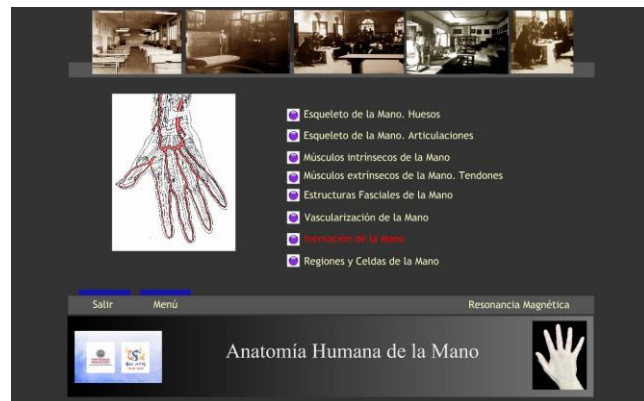 Esqueleto de la Mano. Huesos
Esqueleto de la Mano. Articulaciones
Músculos intrínsecos de la Mano
Músculos extrínsecos de la Mano. Tendones
Estructuras Fasciales de la Mano
Vascularización de la Mano
Inervación de la Mano
Regiones y Celdas de la Mano
Salir Menú Resonancia Magnética
Anatomía Humana de la Mano